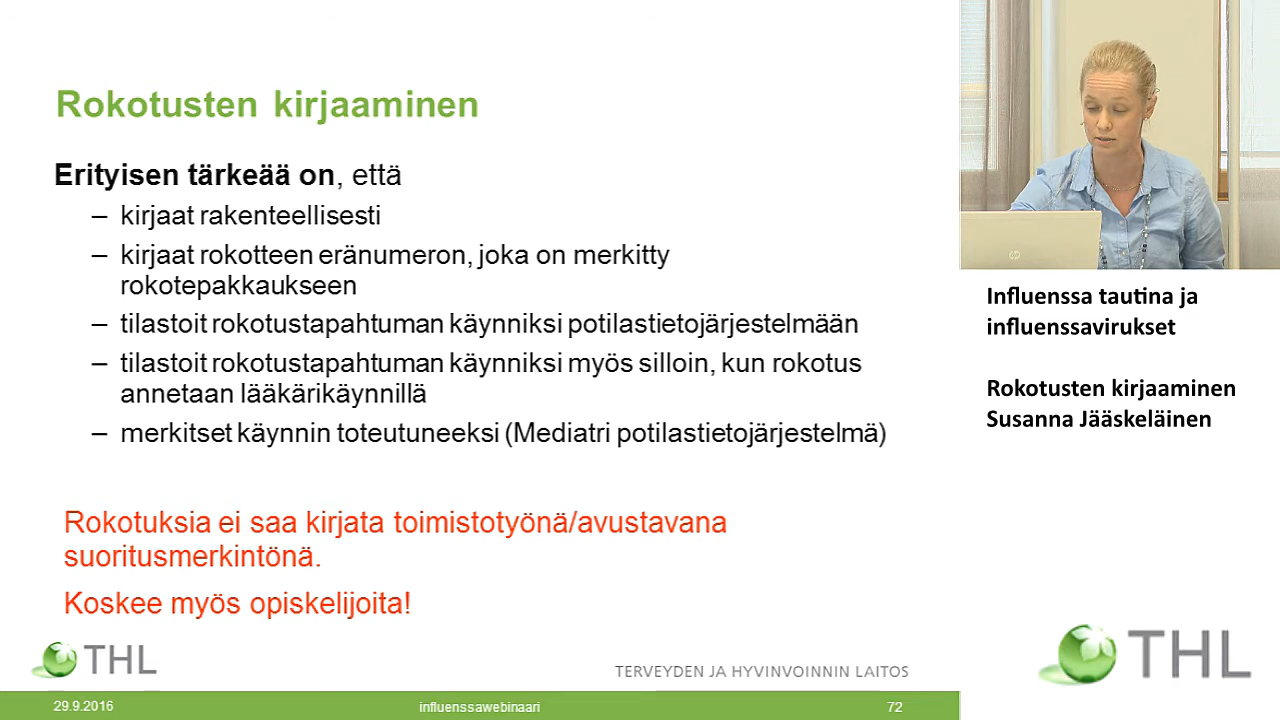 Rokotusten kirjaaminen
Erityisen tärkeää on, että
– kirjaat rakenteellisesti
– kirjaat rokotteen eränumeron, joka on merkitty
rokotepakkaukseen
– tilastoit rokotustapahtuman käynniksi potilastietojärjestelmään
– tilastoit rokotustapahtuman käynniksi myös silloin, kun rokotus
annetaan lääkärikäynnillä
– merkitset käynnin toteutuneeksi (Mediatri potilastietojärjestelmä)
Rokotuksia ei saa kirjata toimistotyönä/avustavana
suoritusmerkintönä.
Koskee myös opiskelijoita!
THL
TERVEYDEN JA HYVINVOINNIN LAITOS
29.9.2016
influenssawebinaari
72
hp
Influenssa tautina ja
influenssavirukset
Rokotusten kirjaaminen
Susanna Jääskeläinen
THL